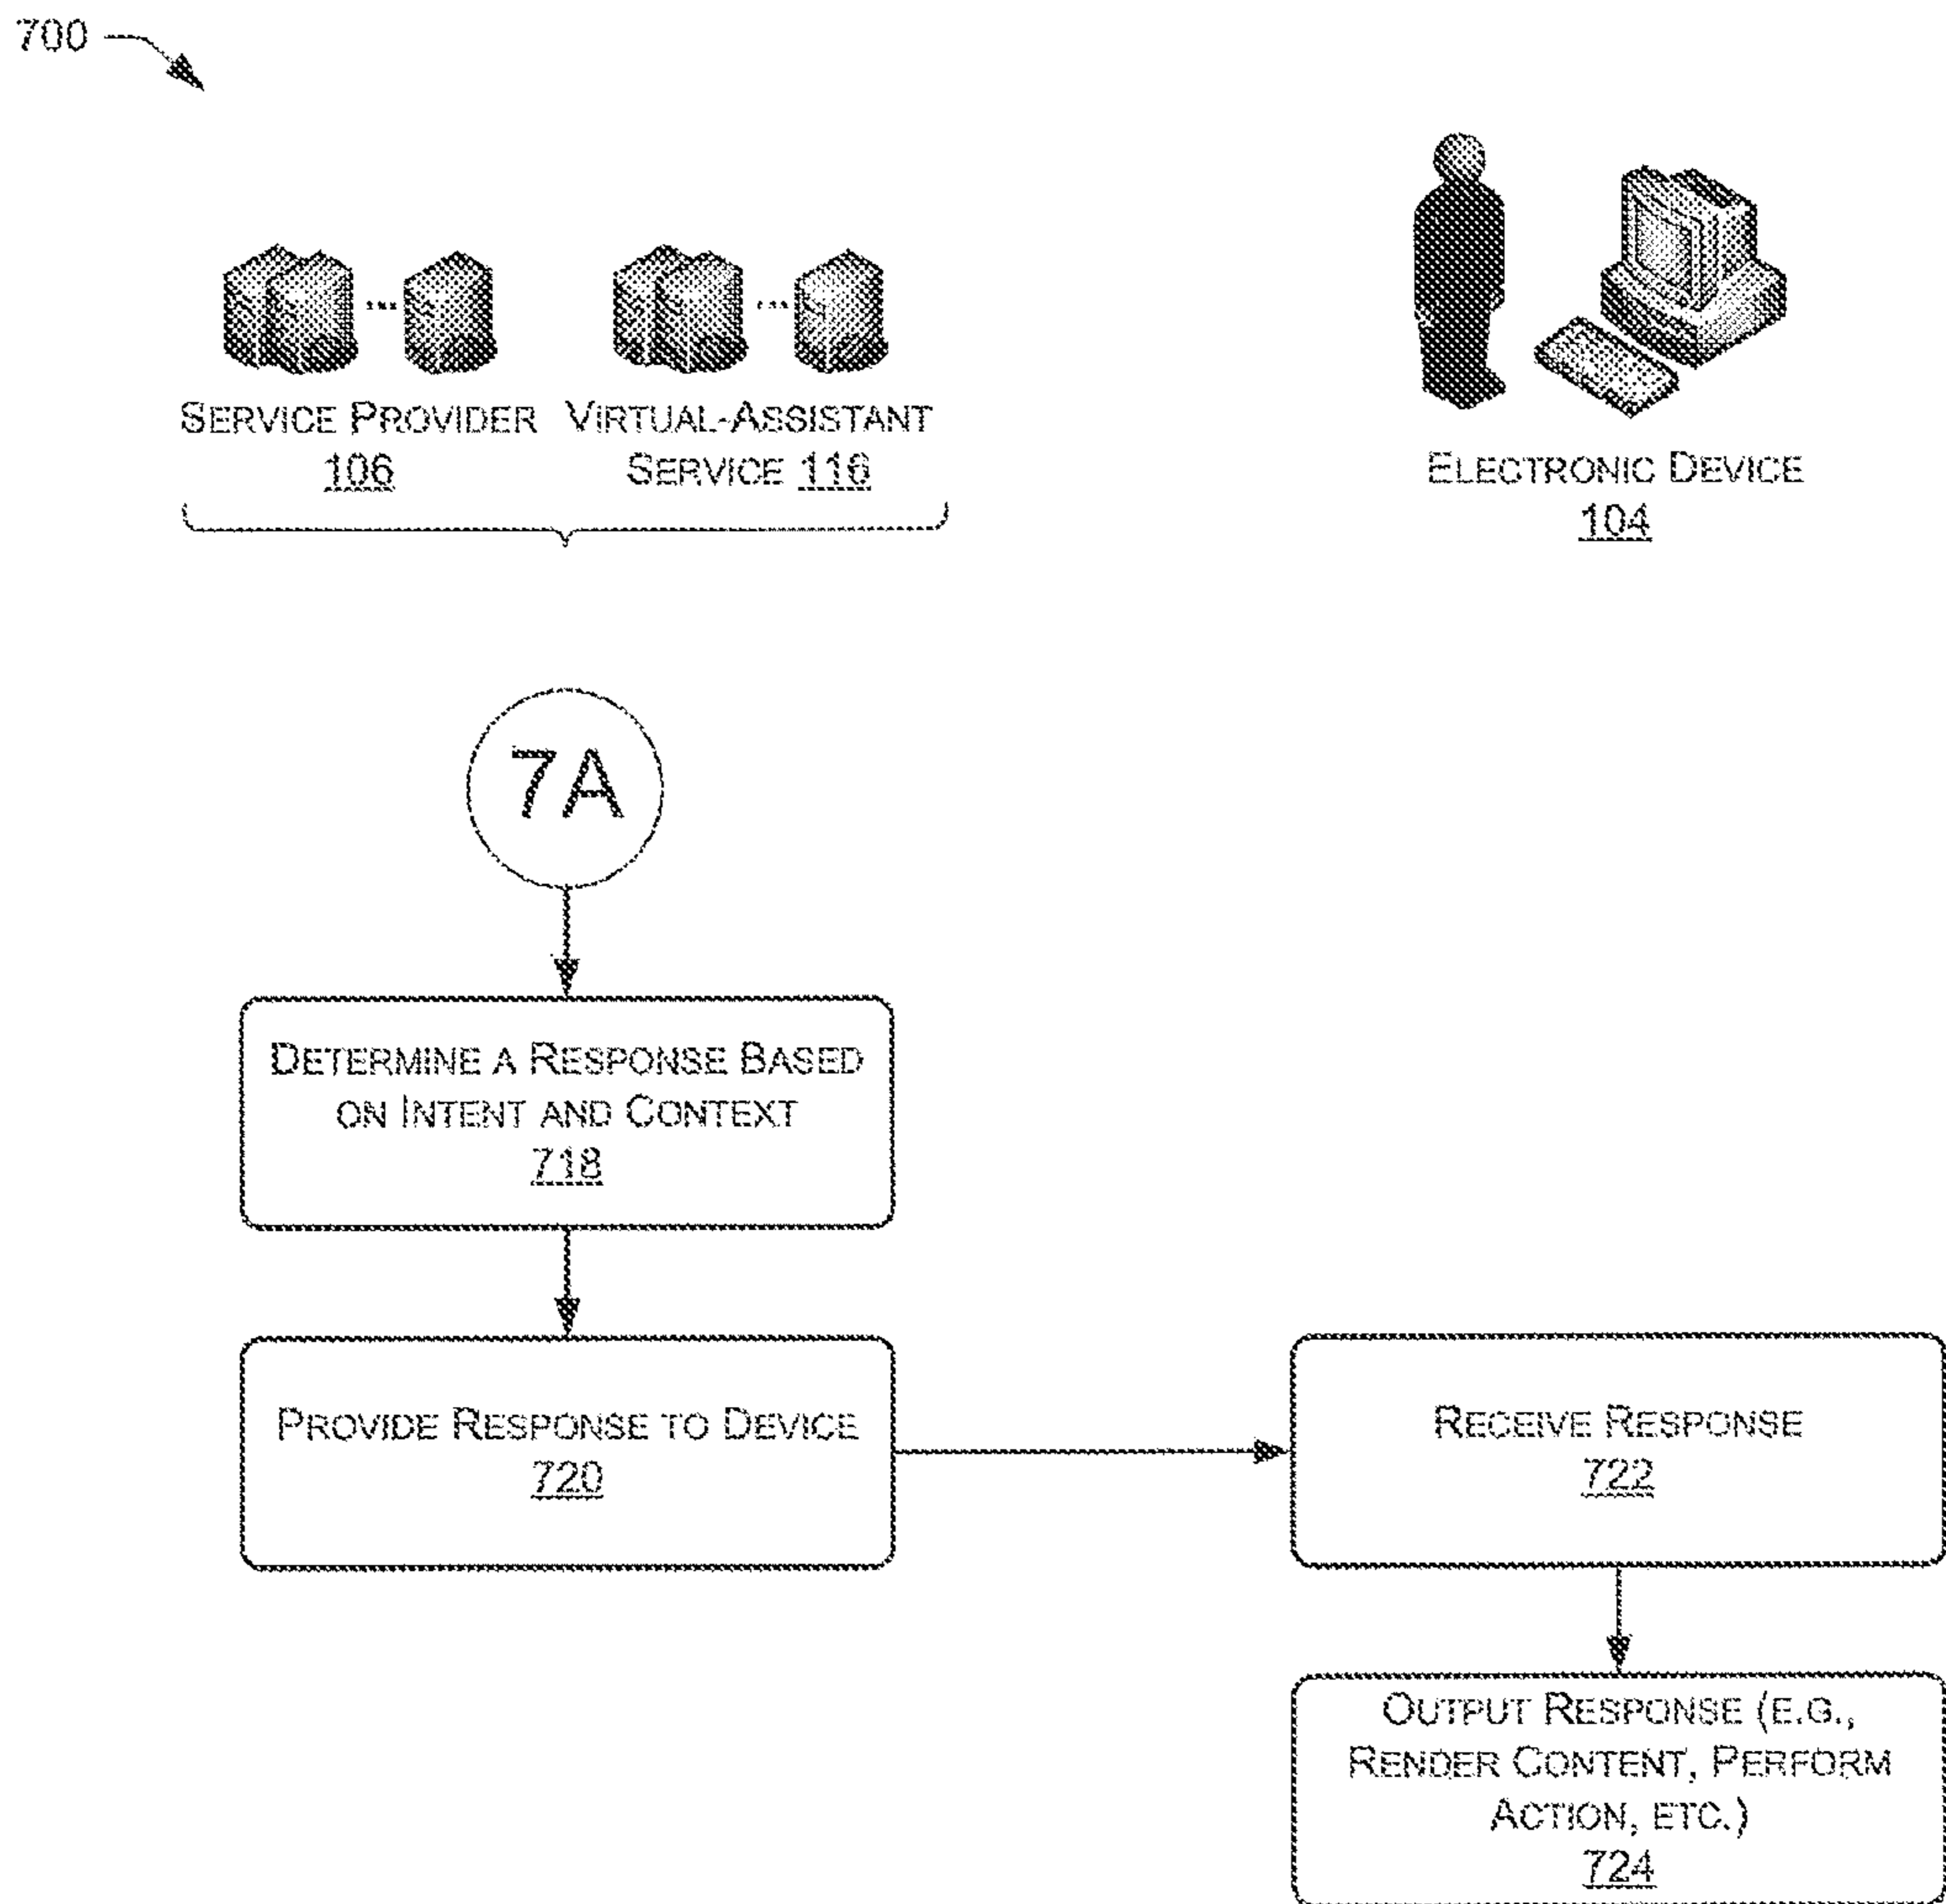 700
SERVICE PROVIDER
106
VIRTUAL-ASSISTANT
SERVICE 116
ELECTRONIC DEVICE
104
7A
DETERMINE A RESPONSE BASED
ON INTENT AND CONTEXT
718
PROVIDE RESPONSE TO DEVICE
720
RECEIVE RESPONSE
722
OUTPUT RESPONSE (E.G.,
RENDER CONTENT, PERFORM
ACTION, ETC.)
724